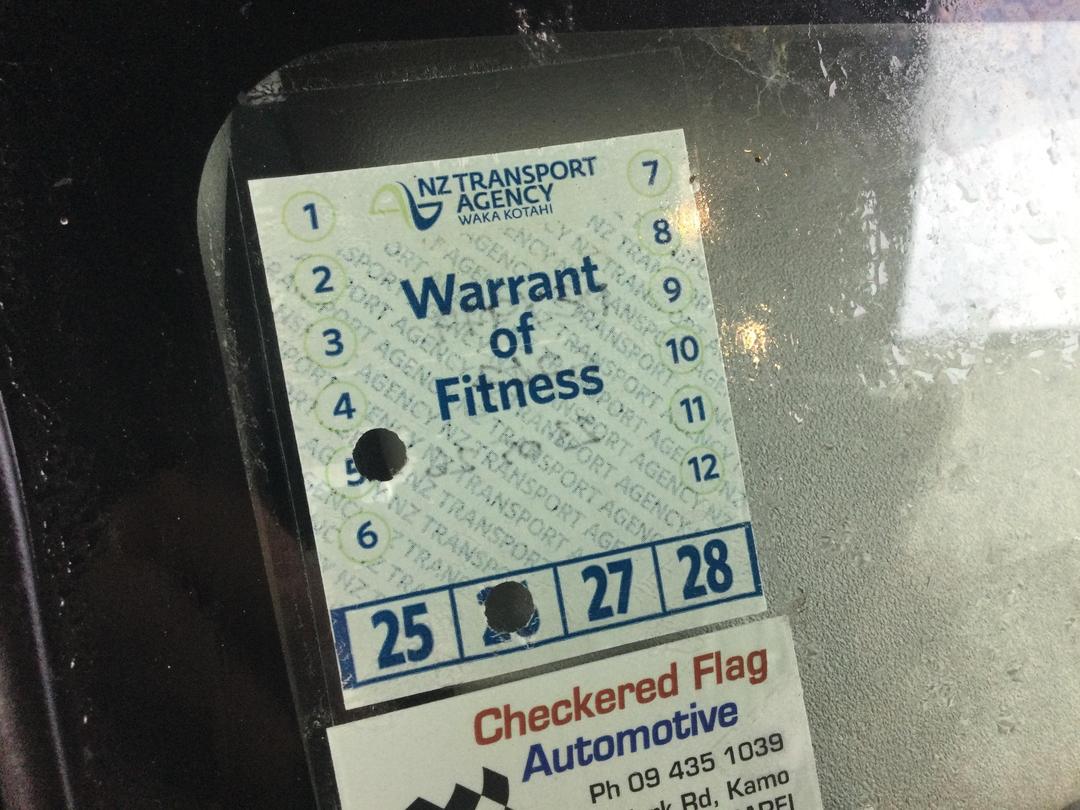 NZ TRANSPORT
AGENCY
WAKA KOTAHI
1
2
3
4
5
6
7
8
9
10
11
12
Warrant
of
Fitness
25
27
28
Checkered Flag
Automotive
Ph 09 435 1039
Rd, Kamo